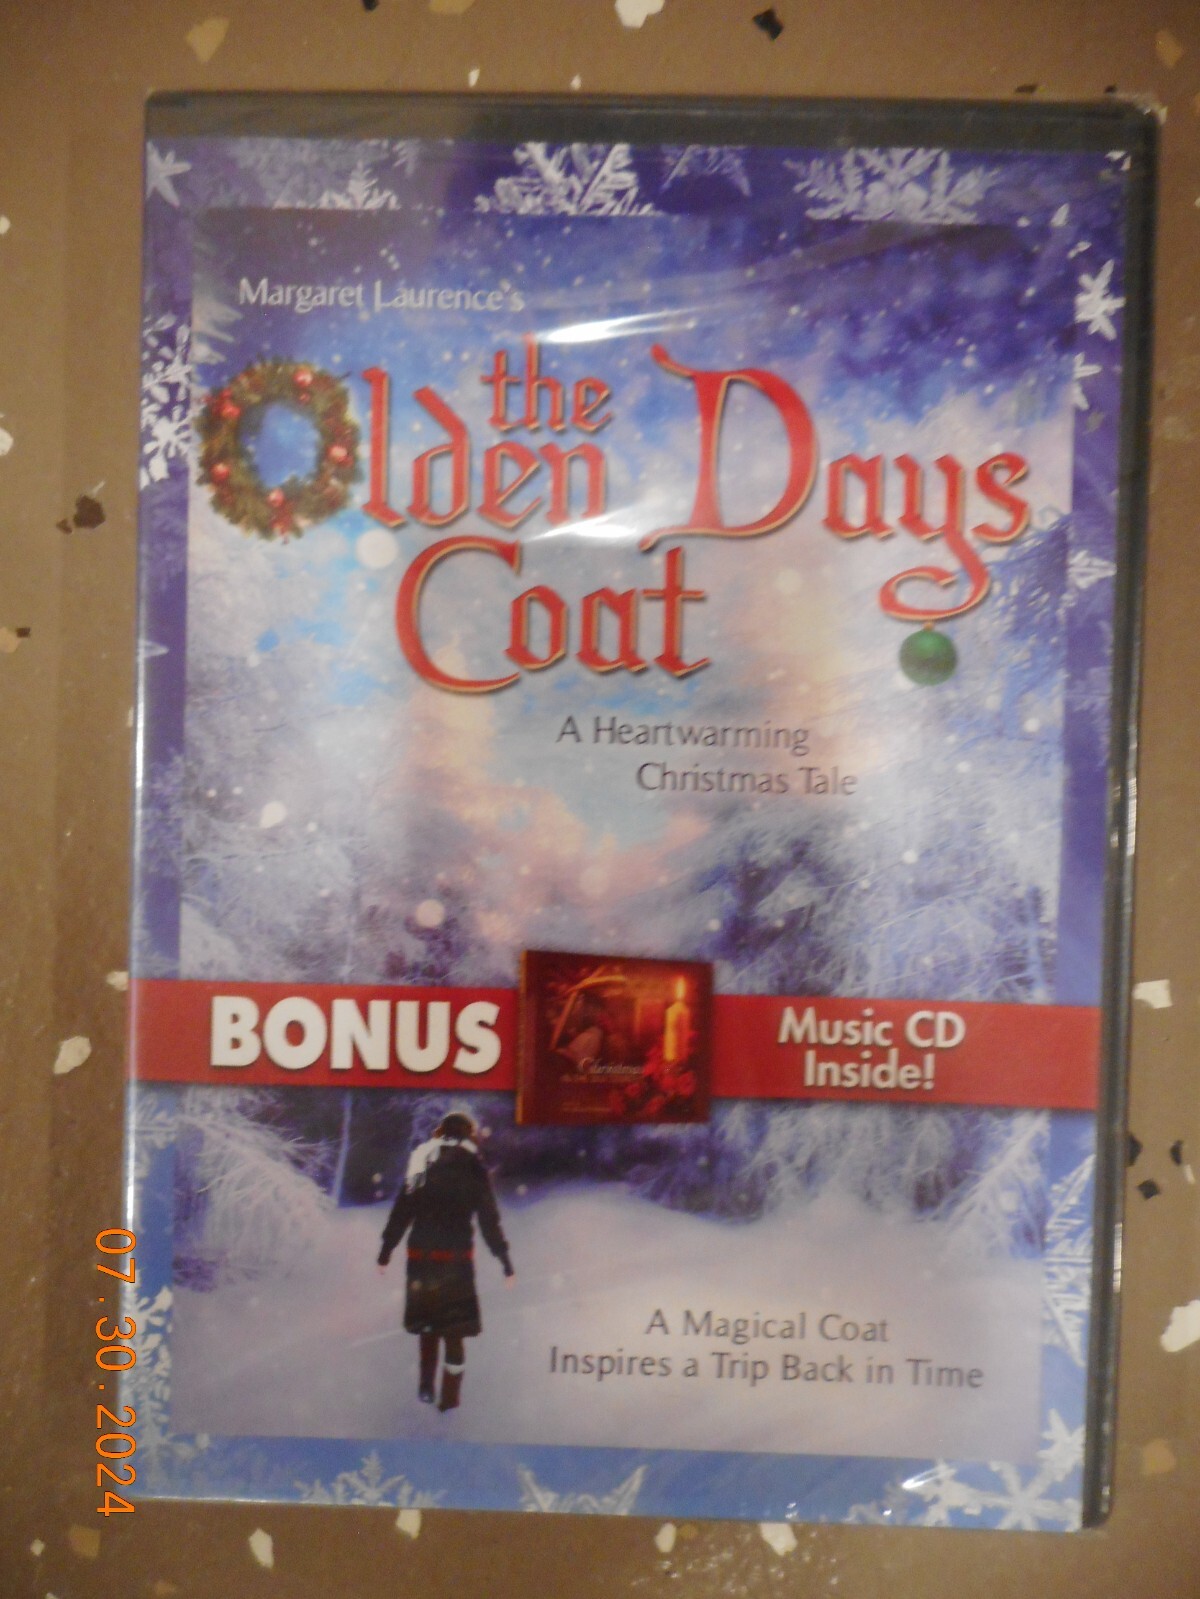 Margaret Laurence's
the
Olden Days
Coat
A Heartwarming
Christmas Tale
BONUS
Christmas
Music CD
Inside!
A Magical Coat
Inspires a Trip Back in Time
07.30.2024